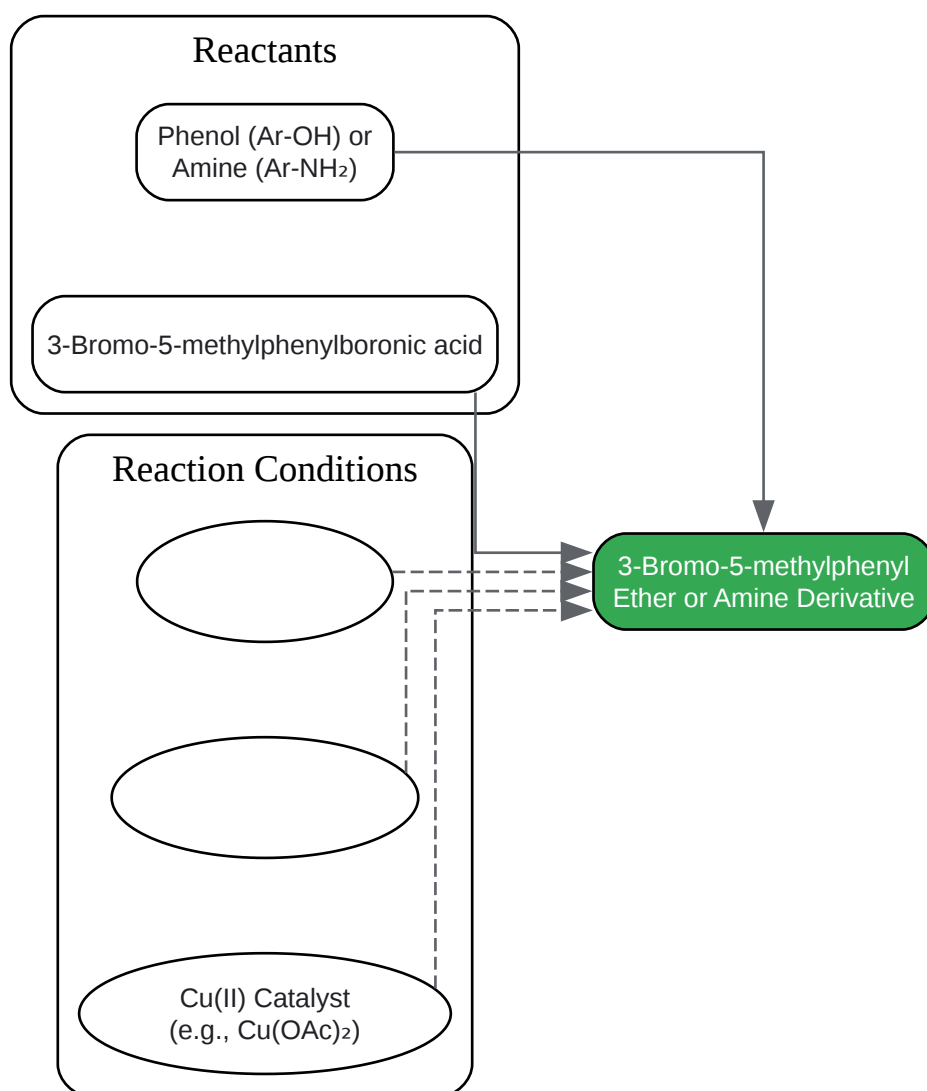 Reactants
Phenol (Ar-OH) or
Amine (Ar-NH₂)
3-Bromo-5-methylphenylboronic acid
Reaction Conditions
3-Bromo-5-methylphenyl
Ether or Amine Derivative
Cu(II) Catalyst
(e.g., Cu(OAc)₂)